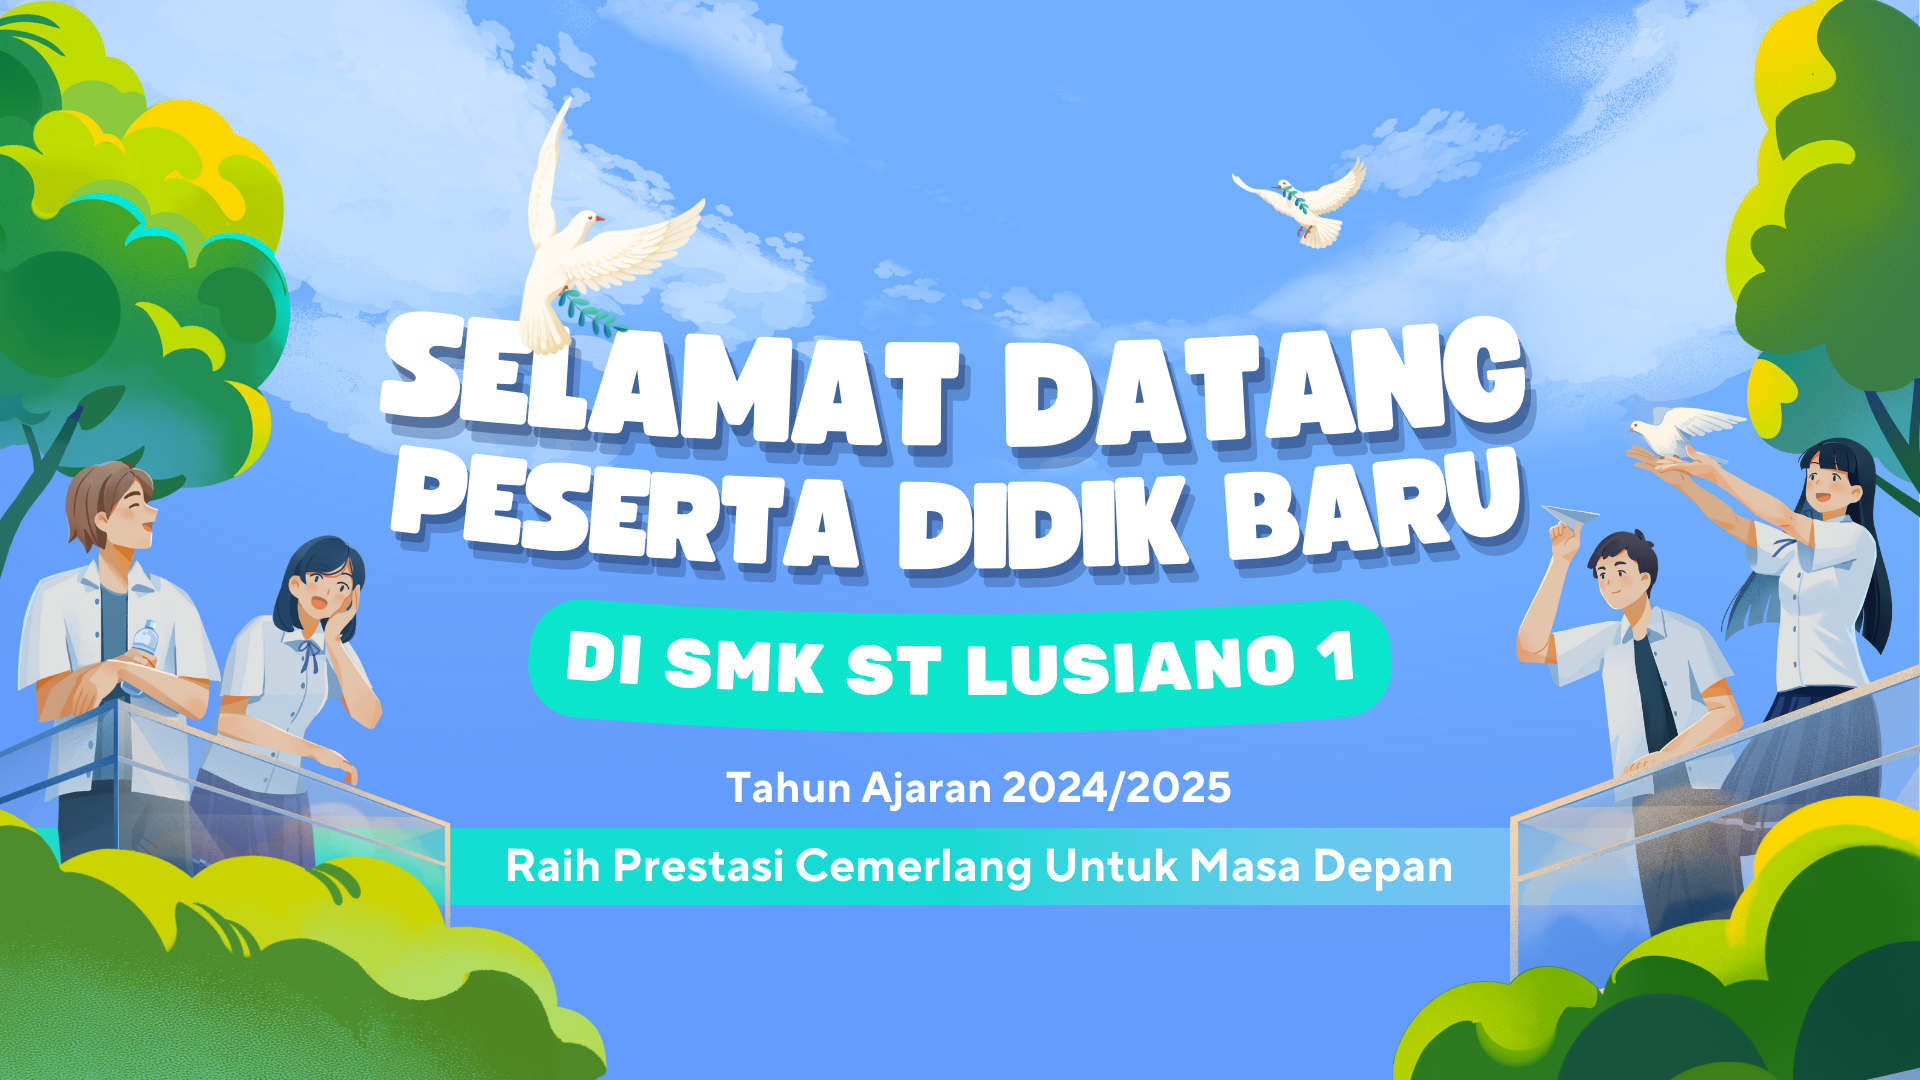 SELAMAT DATANG
PESERTA DIDIK BARU
DI SMK ST LUSIANO 1
Tahun Ajaran 2024/2025
Raih Prestasi Cemerlang Untuk Masa Depan